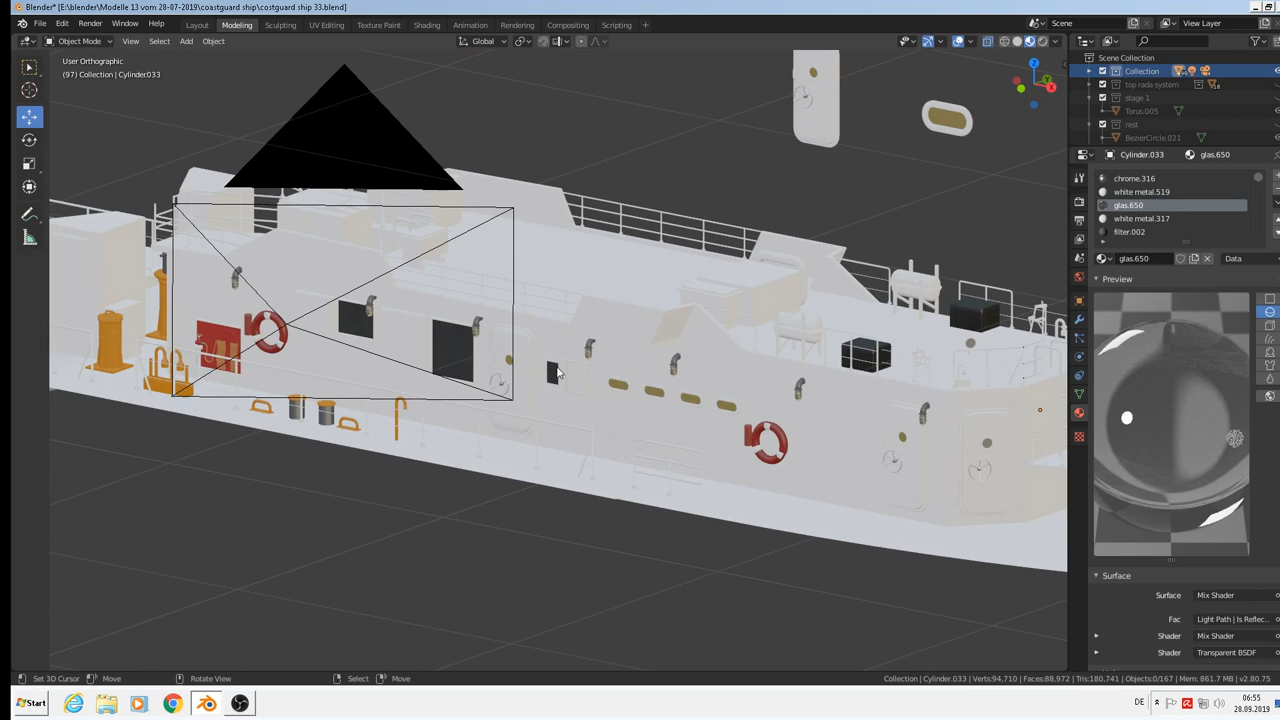 Blender* [E:\blender\Modelle 13 vom 28-07-2019\coastguard ship\costguard ship 33.blend]
File Edit Render Window Help Layout Modeling Sculpting UV Editing Texture Paint Shading Animation Rendering Compositing Scripting + Scene View Layer
Object Mode View Select Add Object Global
User Orthographic
(97) Collection | Cylinder033
Z
Y
X
Scene Collection
Collection
top rada system
stage 1
Torus.005
rest
BezierCircle.021
Cylinder.033 glas.650
chrome.316
white metal.519
glas.650
white metal.317
filter.002
glas.650 Data
Preview
Surface
Surface Mix Shader
Fac Light Path | Is Reflec...
Shader Mix Shader
Shader Transparent BSDF
Set 3D Cursor Move Rotate View Select Move Collection | Cylinder.033 | Verts:94,710 | Faces:88,972 | Tris:180,741 | Objects:0/167 | Mem: 861.7 MB | v2.80.75
Start DE 06:55
28.09.2019